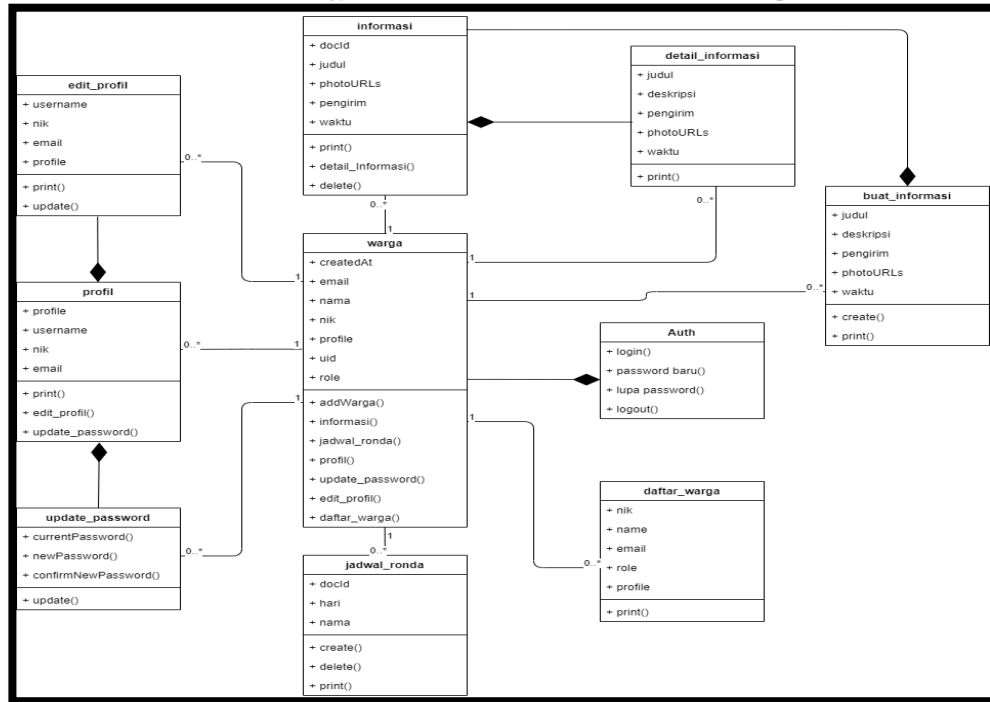 informasi
+ docId
+ judul
+ photoURLs
+ pengirim
+ waktu
+ print()
+ detail_Informasi()
+ delete()
0..*
1
detail_informasi
+ judul
+ deskripsi
+ pengirim
+ photoURLs
+ waktu
+ print()
0..*
1
edit_profil
+ username
+ nik
+ email
+ profile
+ print()
+ update()
0..*
1
buat_informasi
+ judul
+ deskripsi
+ pengirim
+ photoURLs
+ waktu
+ create()
+ print()
0..*
1
warga
+ createdAt
+ email
+ nama
+ nik
+ profile
+ uid
+ role
+ addWarga()
+ informasi()
+ jadwal_ronda()
+ profil()
+ update_password()
+ edit_profil()
+ daftar_warga()
profil
+ profile
+ username
+ nik
+ email
+ print()
+ edit_profil()
+ update_password()
0..*
1
Auth
+ login()
+ password baru()
+ lupa password()
+ logout()
update_password
+ currentPassword()
+ newPassword()
+ confirmNewPassword()
+ update()
0..*
1
daftar_warga
+ nik
+ name
+ email
+ role
+ profile
+ print()
0..*
1
jadwal_ronda
+ docId
+ hari
+ nama
+ create()
+ delete()
+ print()
0..*
1